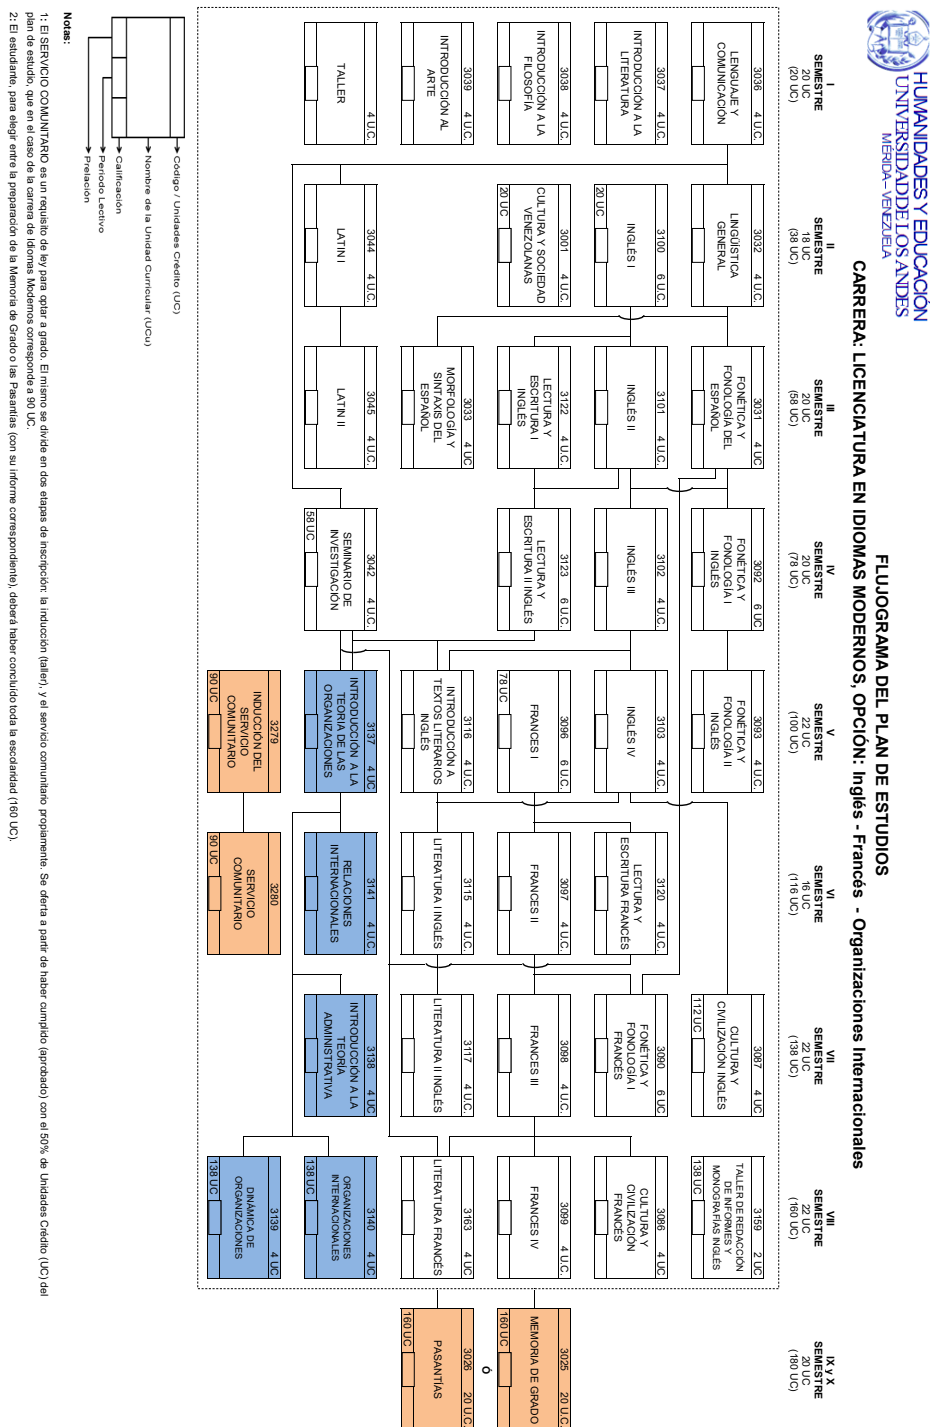 HUMANIDADES Y EDUCACIÓN
UNIVERSIDAD DE LOS ANDES
MÉRIDA – VENEZUELA
FLUJOGRAMA DEL PLAN DE ESTUDIOS
CARRERA: LICENCIATURA EN IDIOMAS MODERNOS, OPCIÓN: Inglés - Francés - Organizaciones Internacionales
I
SEMESTRE
20 UC
(20 UC)
II
SEMESTRE
18 UC
(38 UC)
III
SEMESTRE
20 UC
(58 UC)
IV
SEMESTRE
20 UC
(78 UC)
V
SEMESTRE
22 UC
(100 UC)
VI
SEMESTRE
16 UC
(116 UC)
VII
SEMESTRE
22 UC
(138 UC)
VIII
SEMESTRE
22 UC
(160 UC)
IX y X
SEMESTRE
20 UC
(180 UC)
3036 4 U.C.
LENGUAJE Y
COMUNICACIÓN
3037 4 U.C.
INTRODUCCIÓN A LA
LITERATURA
3038 4 U.C.
INTRODUCCIÓN A LA
FILOSOFÍA
3039 4 U.C.
INTRODUCCIÓN AL
ARTE
4 U.C.
TALLER
3032 4 U.C.
LINGÜÍSTICA
GENERAL
3100 6 U.C.
INGLÉS I
20 UC
3001 4 U.C.
CULTURA Y SOCIEDAD
VENEZOLANAS
20 UC
3044 4 U.C.
LATIN I
3031 4 UC
FONÉTICA Y
FONOLOGÍA DEL
ESPAÑOL
3101 4 U.C.
INGLÉS II
3122 4 U.C.
LECTURA Y
ESCRITURA I
INGLÉS
3033 4 UC
MORFOLOGÍA Y
SINTAXIS DEL
ESPAÑOL
3045 4 U.C.
LATIN II
3092 6 UC
FONÉTICA Y
FONOLOGÍA I
INGLÉS
3102 4 U.C.
INGLÉS III
3123 6 U.C.
LECTURA Y
ESCRITURA II INGLÉS
3042 4 U.C.
SEMINARIO DE
INVESTIGACIÓN
58 UC
3093 4 U.C.
FONÉTICA Y
FONOLOGÍA II
INGLÉS
3103 4 U.C.
INGLÉS IV
3096 6 U.C.
FRANCES I
78 UC
3116 4 U.C.
INTRODUCCIÓN A
TEXTOS LITERARIOS
INGLÉS
3137 4 UC
INTRODUCCIÓN A LA
TEORIA DE LAS
ORGANIZACIONES
3279
INDUCCIÓN DEL
SERVICIO
COMUNITARIO
90 UC
3120 4 U.C.
LECTURA Y
ESCRITURA FRANCÉS
3097 4 U.C.
FRANCES II
3115 4 U.C.
LITERATURA I INGLÉS
3141 4 U.C.
RELACIONES
INTERNACIONALES
3280
SERVICIO
COMUNITARIO
90 UC
3087 4 UC
CULTURA Y
CIVILIZACIÓN INGLÉS
112 UC
3090 6 UC
FONÉTICA Y
FONOLOGÍA I
FRANCÉS
3098 4 U.C.
FRANCES III
3117 4 U.C.
LITERATURA II INGLÉS
3138 4 UC
INTRODUCCIÓN A LA
TEORÍA
ADMINISTRATIVA
3159 2 UC
TALLER DE REDACCIÓN
DE INFORMES Y
MONOGRAFÍAS INGLÉS
138 UC
3086 4 UC
CULTURA Y
CIVILIZACIÓN
FRANCÉS
3099 4 U.C.
FRANCES IV
3163 4 UC
LITERATURA FRANCÉS
3140 4 UC
ORGANIZACIONES
INTERNACIONALES
138 UC
3139 4 UC
DINÁMICA DE
ORGANIZACIONES
138 UC
3025 20 U.C.
MEMORIA DE GRADO
160 UC
Ó
3026 20 U.C.
PASANTÍAS
160 UC
Código / Unidades Crédito (UC)
Nombre de la Unidad Curricular (UCu)
Calificación
Periodo Lectivo
Prelación
Notas:
1: El SERVICIO COMUNITARIO es un requisito de ley para optar a grado. El mismo se divide en dos etapas de inscripción: la inducción (taller), y el servicio comunitario propiamente. Se oferta a partir de haber cumplido (aprobado) con el 50% de Unidades Crédito (UC) del
plan de estudio, que en el caso de la carrera de Idiomas Modernos corresponde a 90 UC.
2: El estudiante, para elegir entre la preparación de la Memoria de Grado o las Pasantías (con su informe correspondiente), deberá haber concluido toda la escolaridad (160 UC).